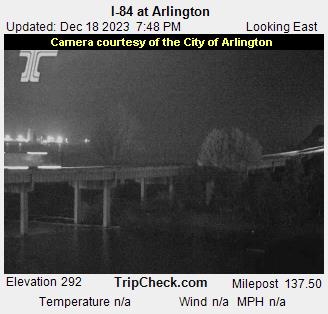 I-84 at Arlington
Updated: Dec 18 2023 7:48 PM Looking East
Camera courtesy of the City of Arlington
Elevation 292 TripCheck.com Milepost 137.50
Temperature n/a Wind n/a MPH n/a